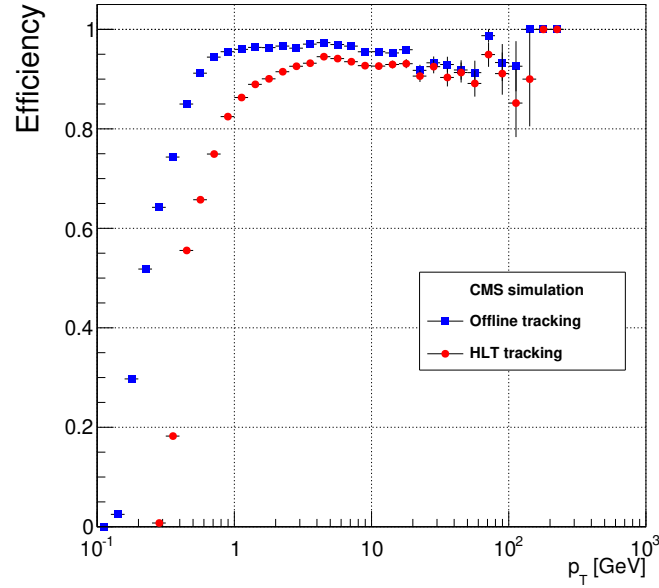 Efficiency
1
0.8
0.6
0.4
0.2
0
CMS simulation
Offline tracking
HLT tracking
10⁻¹ 1 10 10² 10³
p_T [GeV]